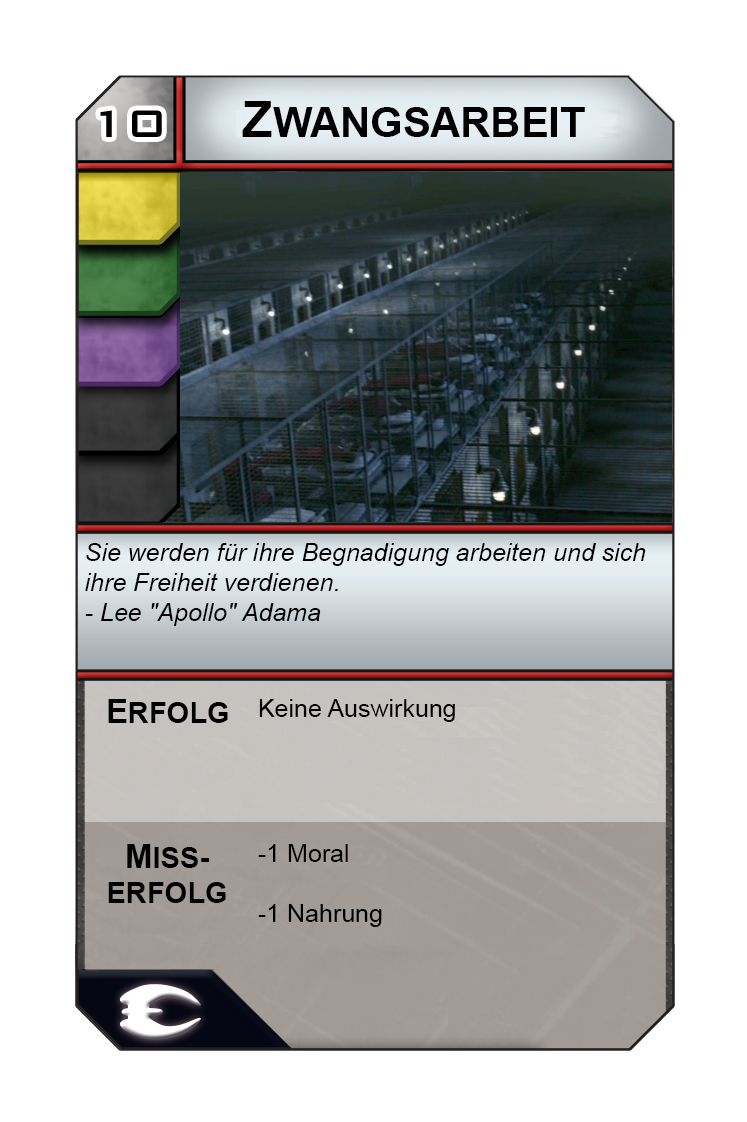 10 ZWANGSARBEIT
Sie werden für ihre Begnadigung arbeiten und sich
ihre Freiheit verdienen.
- Lee "Apollo" Adama
ERFOLG Keine Auswirkung
MISS- -1 Moral
ERFOLG
-1 Nahrung